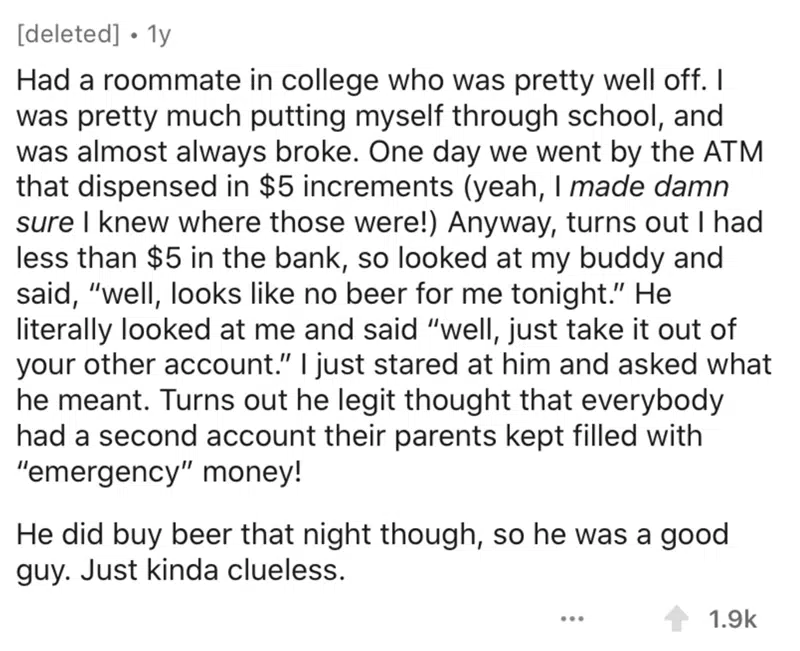 [deleted] • 1y
Had a roommate in college who was pretty well off. I
was pretty much putting myself through school, and
was almost always broke. One day we went by the ATM
that dispensed in $5 increments (yeah, I made damn
sure I knew where those were!) Anyway, turns out I had
less than $5 in the bank, so looked at my buddy and
said, “well, looks like no beer for me tonight.” He
literally looked at me and said “well, just take it out of
your other account.” I just stared at him and asked what
he meant. Turns out he legit thought that everybody
had a second account their parents kept filled with
“emergency” money!
He did buy beer that night though, so he was a good
guy. Just kinda clueless.
... 1.9k